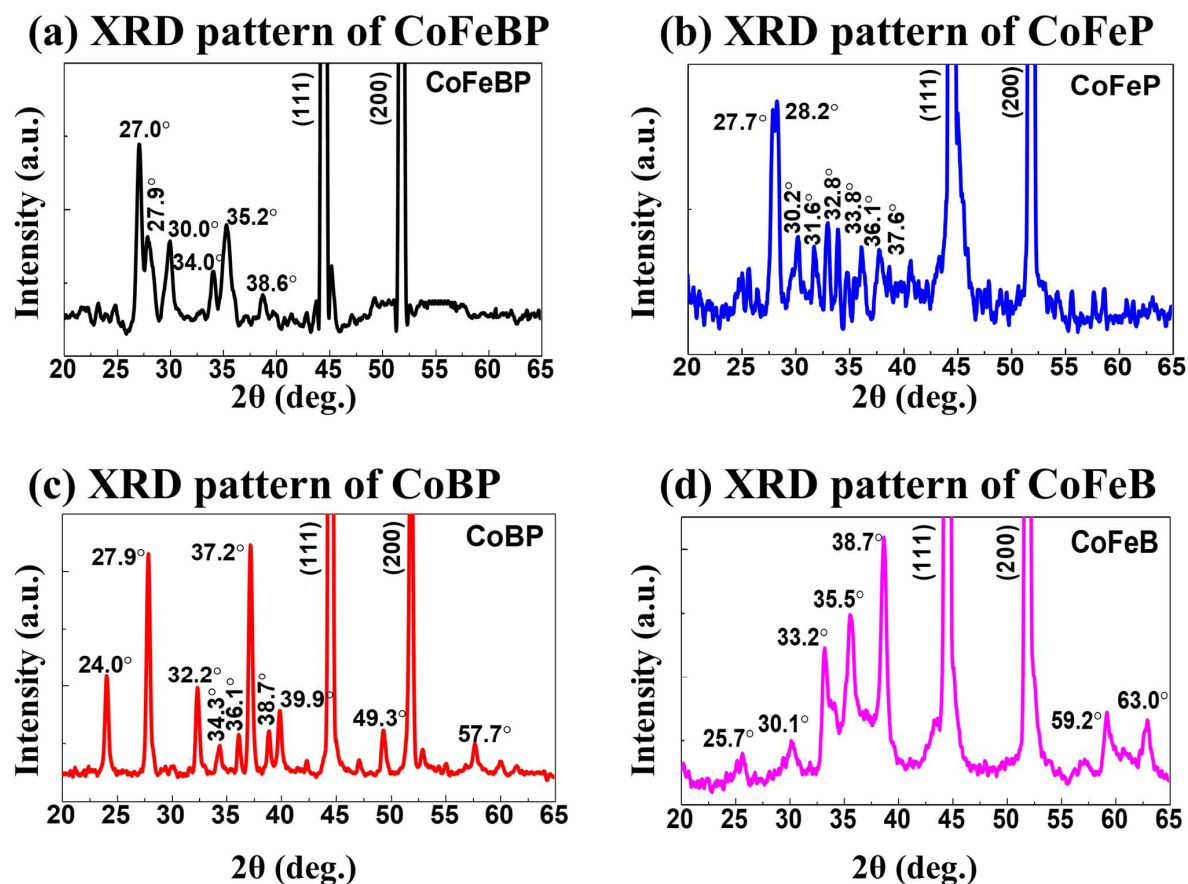 (a) XRD pattern of CoFeBP
CoFeBP
(111)
(200)
27.0°
27.9°
30.0°
34.0°
35.2°
38.6°
Intensity (a.u.)
20 25 30 35 40 45 50 55 60 65
2θ (deg.)
(b) XRD pattern of CoFeP
CoFeP
(111)
(200)
27.7°
28.2°
30.2°
31.6°
32.8°
33.8°
36.1°
37.6°
Intensity (a.u.)
20 25 30 35 40 45 50 55 60 65
2θ (deg.)
(c) XRD pattern of CoBP
CoBP
(111)
(200)
24.0°
27.9°
32.2°
34.3°
36.1°
37.2°
38.7°
39.9°
49.3°
57.7°
Intensity (a.u.)
20 25 30 35 40 45 50 55 60 65
2θ (deg.)
(d) XRD pattern of CoFeB
CoFeB
(111)
(200)
25.7°
30.1°
33.2°
35.5°
38.7°
59.2°
63.0°
Intensity (a.u.)
20 25 30 35 40 45 50 55 60 65
2θ (deg.)